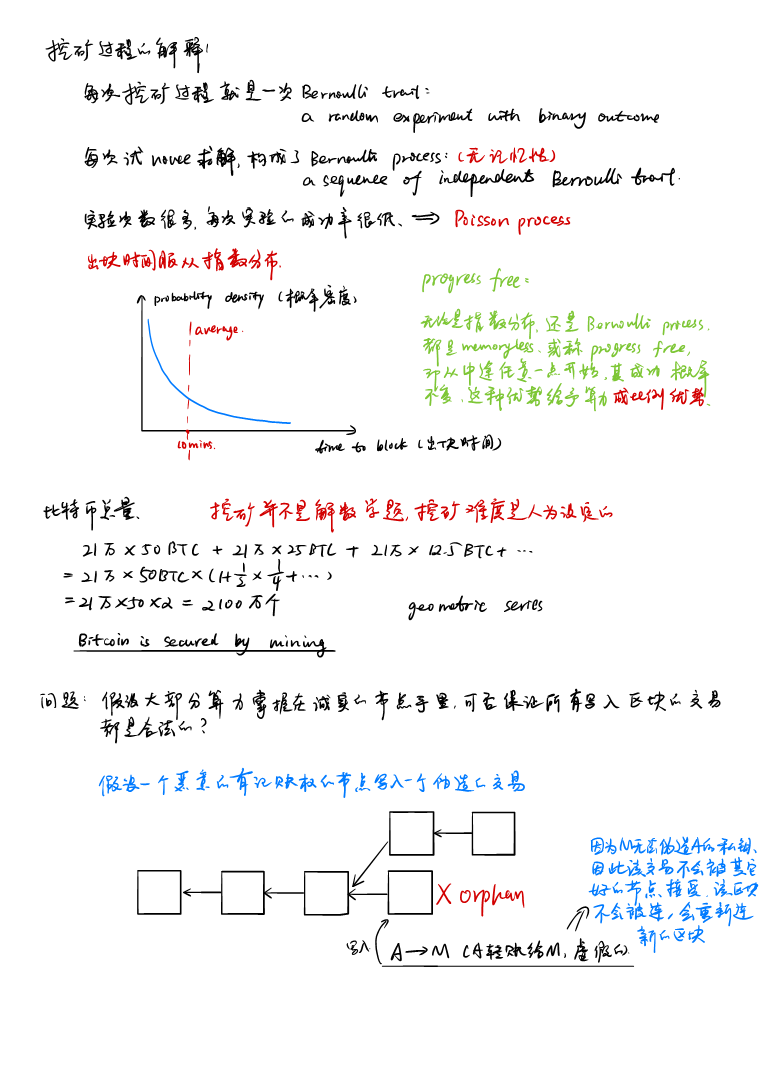 挖矿过程的解释!
每次挖矿过程就是一次 Bernoulli trail:
a random experiment with binary outcome
每次试 nonce 求解, 构成了 Bernoulli process: (无记忆性)
a sequence of independent Bernoulli trail.
实验次数很多, 每次实验的成功率很低、 ⇒ Poisson process
出块时间服从指数分布.
progress free:
probability density (概率密度)
average.
无论是指数分布, 还是 Bernoulli process.
都是 memoryless. 或称 progress free,
即从中途任意一点开始, 其成功概率
不变. 这种优势给予算力成比例优势.
10 mins.
time to block (出块时间)
比特币总量、 挖矿并不是解数学题, 挖矿难度是人为设定的
21万 × 50 BTC + 21万 × 25 BTC + 21万 × 12.5 BTC + ⋯
= 21万 × 50BTC × (1+ 1/2 × 1/4 + ⋯)
= 21万 × 50 × 2 = 2100 万个
geometric series
Bitcoin is secured by mining
问题: 假设大部分算力掌握在诚实的节点手里, 可否保证所有写入区块的交易
都是合法的?
假设一个恶意的有记账权的节点写入一个伪造的交易
因为M无法伪造A的私钥、
因此该交易不会被其它
好的节点接受. 该区块
不会被连, 会重新连
新的区块
X orphan
写入
A → M (A转账给M, 虚假的)